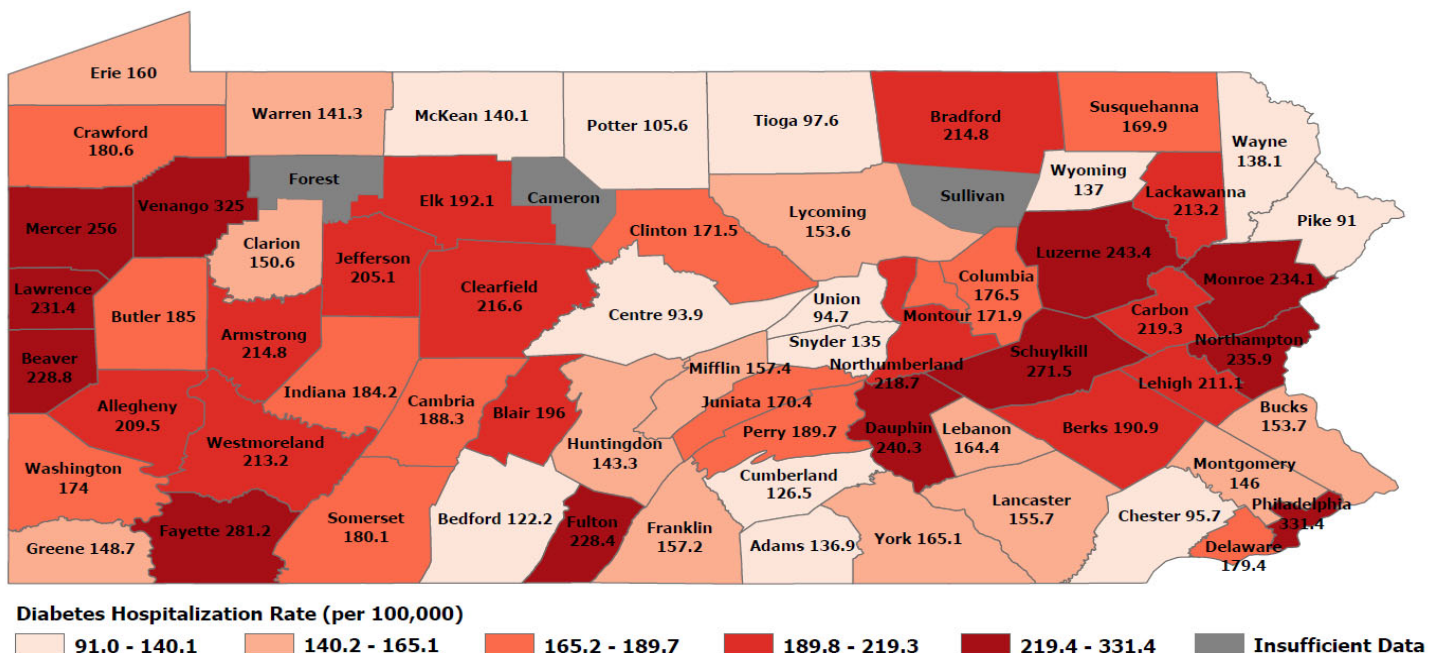 Erie 160
Warren 141.3
McKean 140.1
Potter 105.6
Tioga 97.6
Bradford
214.8
Susquehanna
169.9
Wayne
138.1
Crawford
180.6
Forest
Elk 192.1
Cameron
Sullivan
Wyoming
137
Lackawanna
213.2
Pike 91
Mercer 256
Venango 325
Clarion
150.6
Jefferson
205.1
Clearfield
216.6
Clinton 171.5
Lycoming
153.6
Columbia
176.5
Luzerne 243.4
Monroe 234.1
Lawrence
231.4
Butler 185
Armstrong
214.8
Centre 93.9
Union
94.7
Montour
171.9
Carbon
219.3
Northampton
235.9
Beaver
228.8
Snyder 135
Northumberland
218.7
Schuylkill
271.5
Lehigh 211.1
Allegheny
209.5
Indiana 184.2
Cambria
188.3
Blair 196
Mifflin 157.4
Juniata 170.4
Perry 189.7
Dauphin
240.3
Lebanon
164.4
Berks 190.9
Bucks
153.7
Westmoreland
213.2
Huntingdon
143.3
Cumberland
126.5
Montgomery
146
Washington
174
Lancaster
155.7
Chester 95.7
Philadelphia
331.4
Greene 148.7
Fayette 281.2
Somerset
180.1
Bedford 122.2
Fulton
228.4
Franklin
157.2
Adams 136.9
York 165.1
Delaware
179.4
Diabetes Hospitalization Rate (per 100,000)
91.0 - 140.1
140.2 - 165.1
165.2 - 189.7
189.8 - 219.3
219.4 - 331.4
Insufficient Data